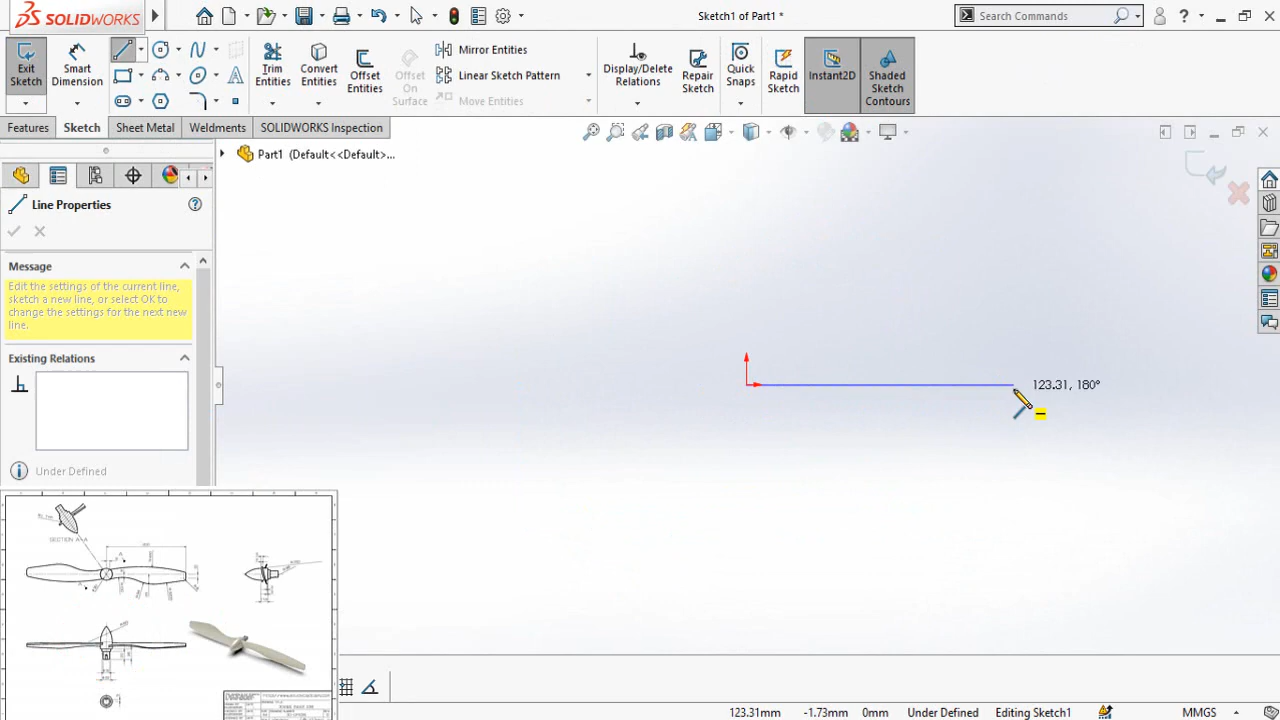 SOLIDWORKS
Sketch1 of Part1 *
Search Commands
Exit Sketch
Smart Dimension
Trim Entities
Convert Entities
Offset Entities
Offset On Surface
Mirror Entities
Linear Sketch Pattern
Move Entities
Display/Delete Relations
Repair Sketch
Quick Snaps
Rapid Sketch
Instant2D
Shaded Sketch Contours
Features
Sketch
Sheet Metal
Weldments
SOLIDWORKS Inspection
Part1 (Default<<Default>...
Line Properties
Message
Edit the settings of the current line,
sketch a new line, or select OK to
change the settings for the next new
line.
Existing Relations
Under Defined
123.31, 180°
SECTION A-A
123.31mm
-1.73mm
0mm
Under Defined
Editing Sketch1
MMGS